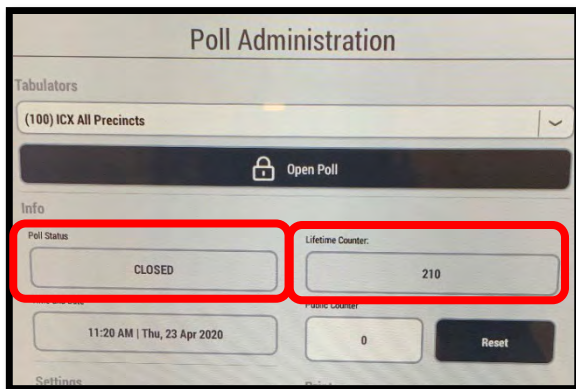 Poll Administration
Tabulators
(100) ICX All Precincts
Open Poll
Info
Poll Status
Lifetime Counter:
CLOSED
210
Public Counter
11:20 AM | Thu, 23 Apr 2020
0
Reset
Settings